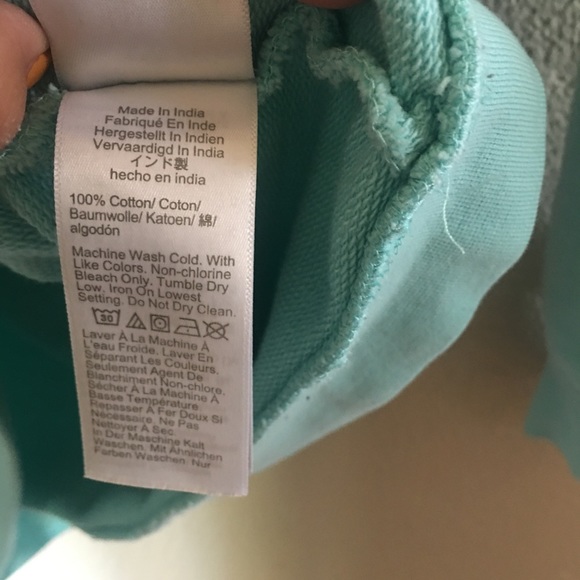 Made In India
Fabriqué En Inde
Hergestellt In Indien
Vervaardigd In India
インド製
hecho en india
100% Cotton/ Coton/
Baumwolle/ Katoen/ 綿/
algodón
Machine Wash Cold. With
Like Colors. Non-chlorine
Bleach Only. Tumble Dry
Low. Iron On Lowest
Setting. Do Not Dry Clean.
30
Laver À La Machine À
L'eau Froide. Laver En
Séparant Les Couleurs.
Seulement Agent De
Blanchiment Non-chlore.
Sécher À La Machine À
Basse Température
Repasser À Fer Doux Si
Nécessaire. Ne Pas
Nettoyer À Sec
In Der Maschine Kalt
Waschen. Mit Ähnlichen
Farben Waschen. Nur